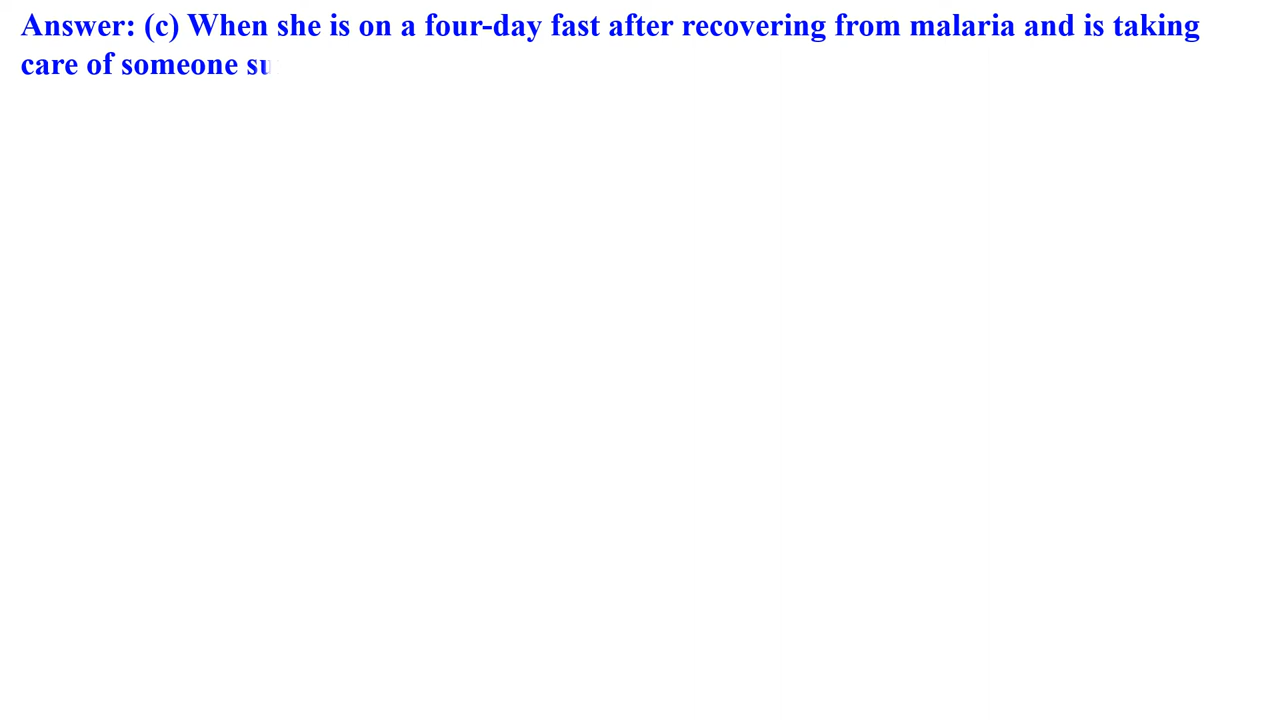 Answer: (c) When she is on a four-day fast after recovering from malaria and is taking
care of someone